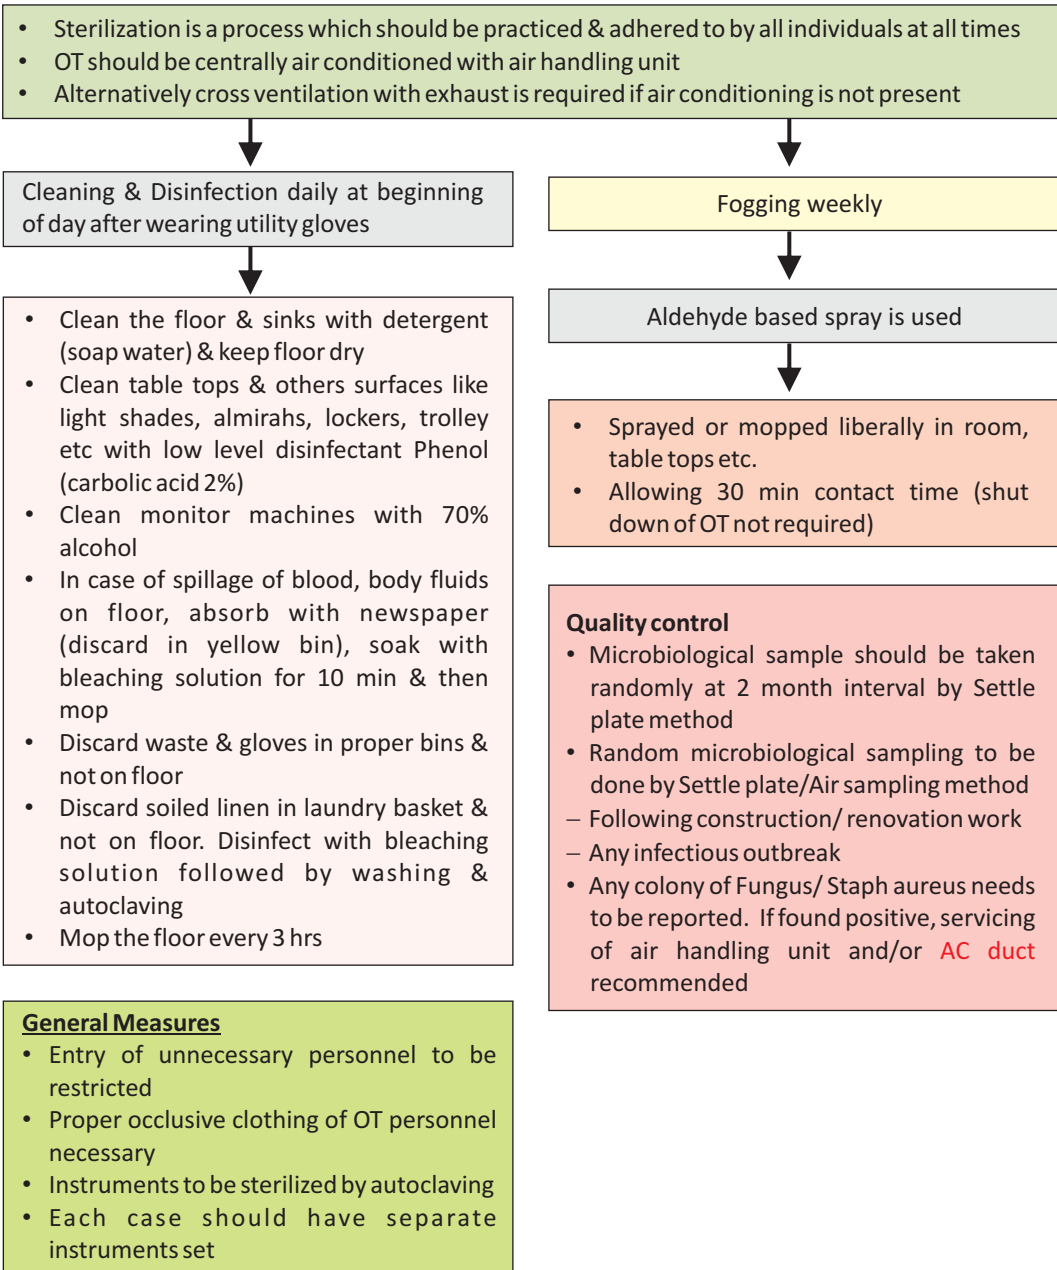 • Sterilization is a process which should be practiced & adhered to by all individuals at all times
• OT should be centrally air conditioned with air handling unit
• Alternatively cross ventilation with exhaust is required if air conditioning is not present
Cleaning & Disinfection daily at beginning
of day after wearing utility gloves
• Clean the floor & sinks with detergent
(soap water) & keep floor dry
• Clean table tops & others surfaces like
light shades, almirahs, lockers, trolley
etc with low level disinfectant Phenol
(carbolic acid 2%)
• Clean monitor machines with 70%
alcohol
• In case of spillage of blood, body fluids
on floor, absorb with newspaper
(discard in yellow bin), soak with
bleaching solution for 10 min & then
mop
• Discard waste & gloves in proper bins &
not on floor
• Discard soiled linen in laundry basket &
not on floor. Disinfect with bleaching
solution followed by washing &
autoclaving
• Mop the floor every 3 hrs
General Measures
• Entry of unnecessary personnel to be
restricted
• Proper occlusive clothing of OT personnel
necessary
• Instruments to be sterilized by autoclaving
• Each case should have separate
instruments set
Fogging weekly
Aldehyde based spray is used
• Sprayed or mopped liberally in room,
table tops etc.
• Allowing 30 min contact time (shut
down of OT not required)
Quality control
• Microbiological sample should be taken
randomly at 2 month interval by Settle
plate method
• Random microbiological sampling to be
done by Settle plate/Air sampling method
– Following construction/ renovation work
– Any infectious outbreak
• Any colony of Fungus/ Staph aureus needs
to be reported. If found positive, servicing
of air handling unit and/or AC duct
recommended